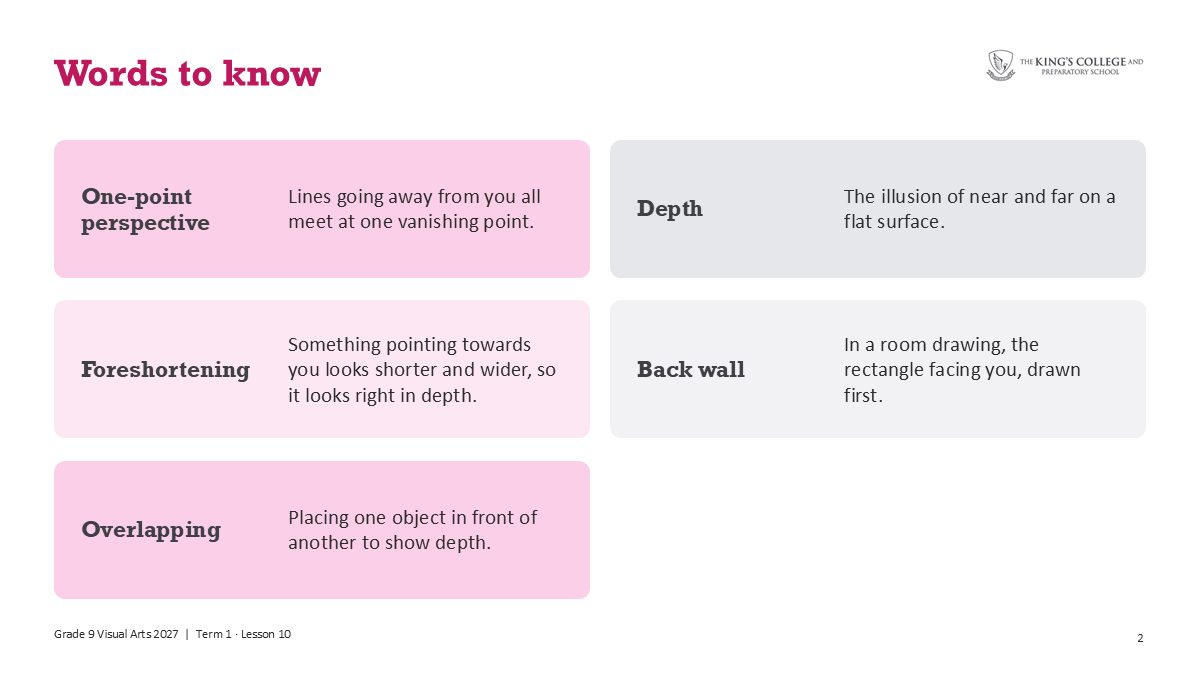 Words to know
THE KING'S COLLEGE AND
PREPARATORY SCHOOL
One-point
perspective
Lines going away from you all
meet at one vanishing point.
Depth
The illusion of near and far on a
flat surface.
Foreshortening
Something pointing towards
you looks shorter and wider, so
it looks right in depth.
Back wall
In a room drawing, the
rectangle facing you, drawn
first.
Overlapping
Placing one object in front of
another to show depth.
Grade 9 Visual Arts 2027 | Term 1 · Lesson 10
2